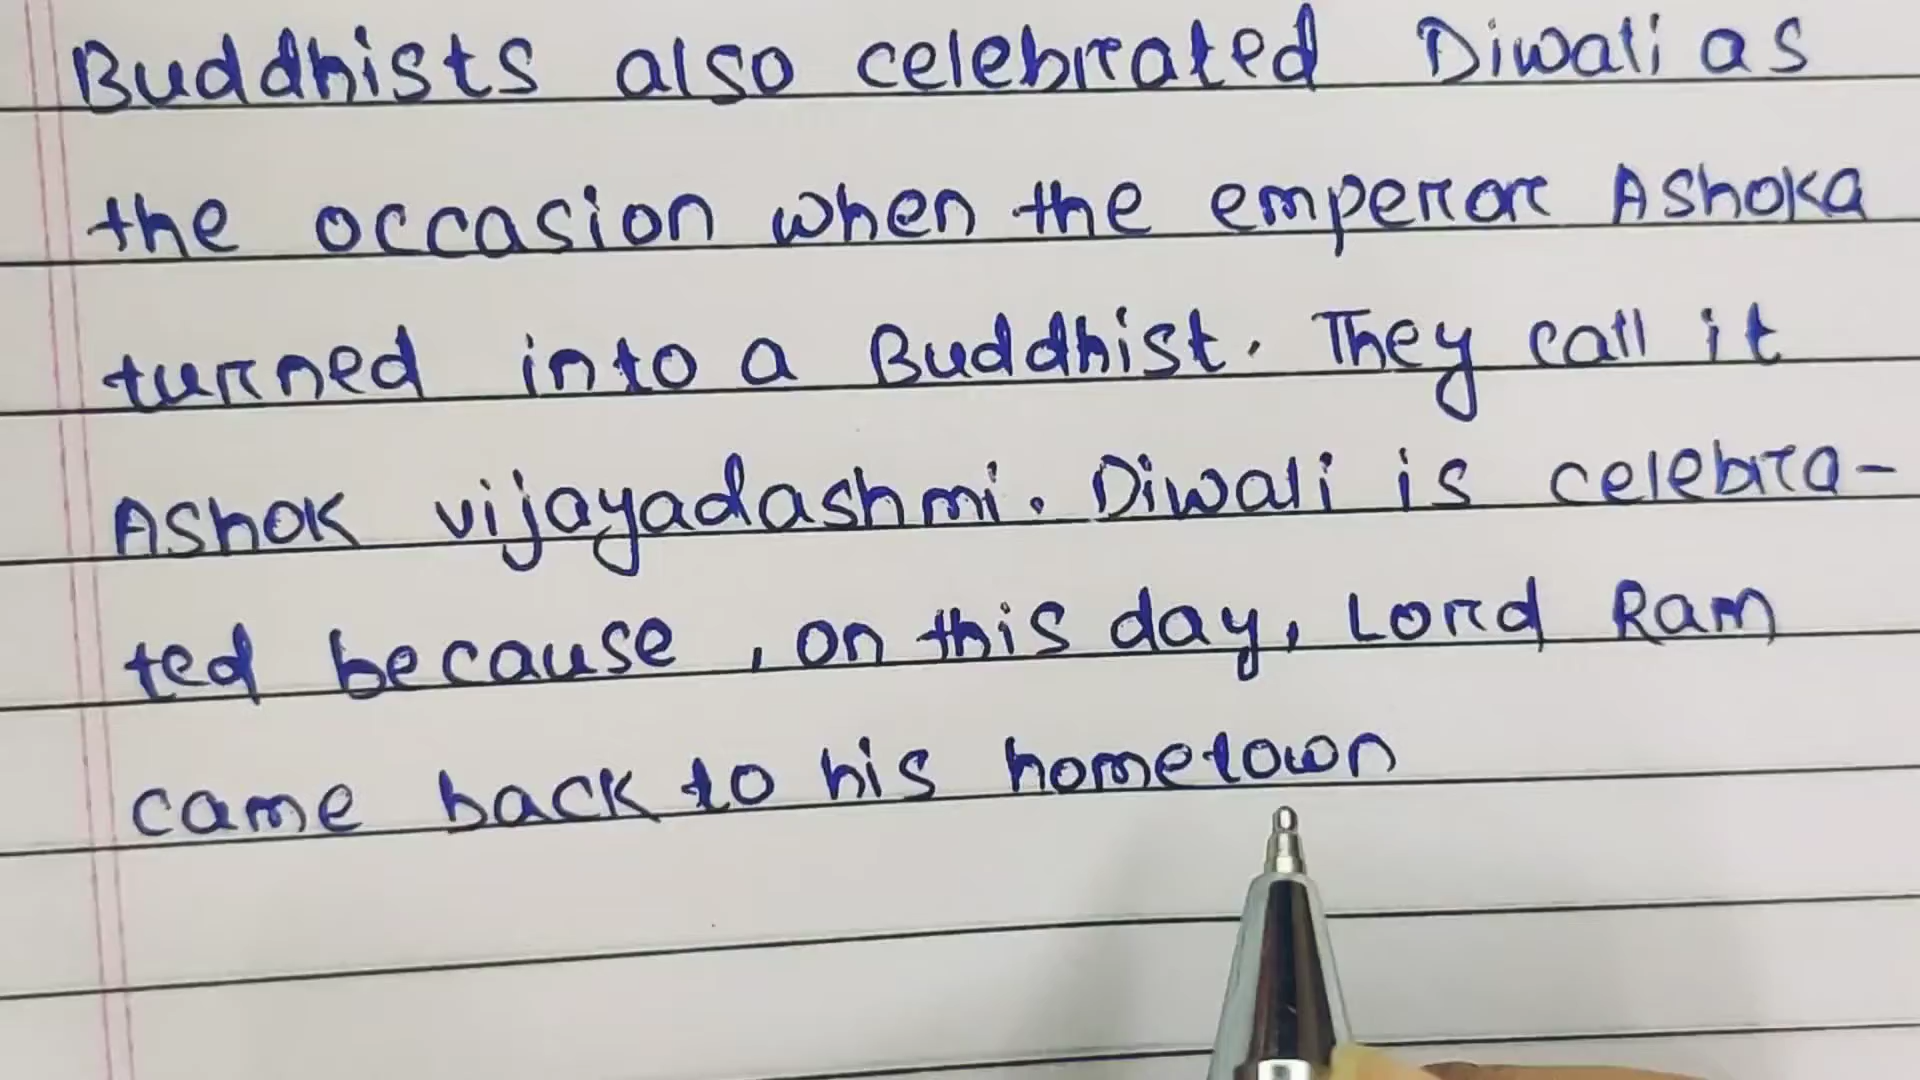 Buddhists also celebrated Diwali as
the occasion when the emperor Ashoka
turned into a Buddhist. They call it
Ashok vijayadashmi. Diwali is celebra-
ted because, on this day, Lord Ram
came back to his hometown